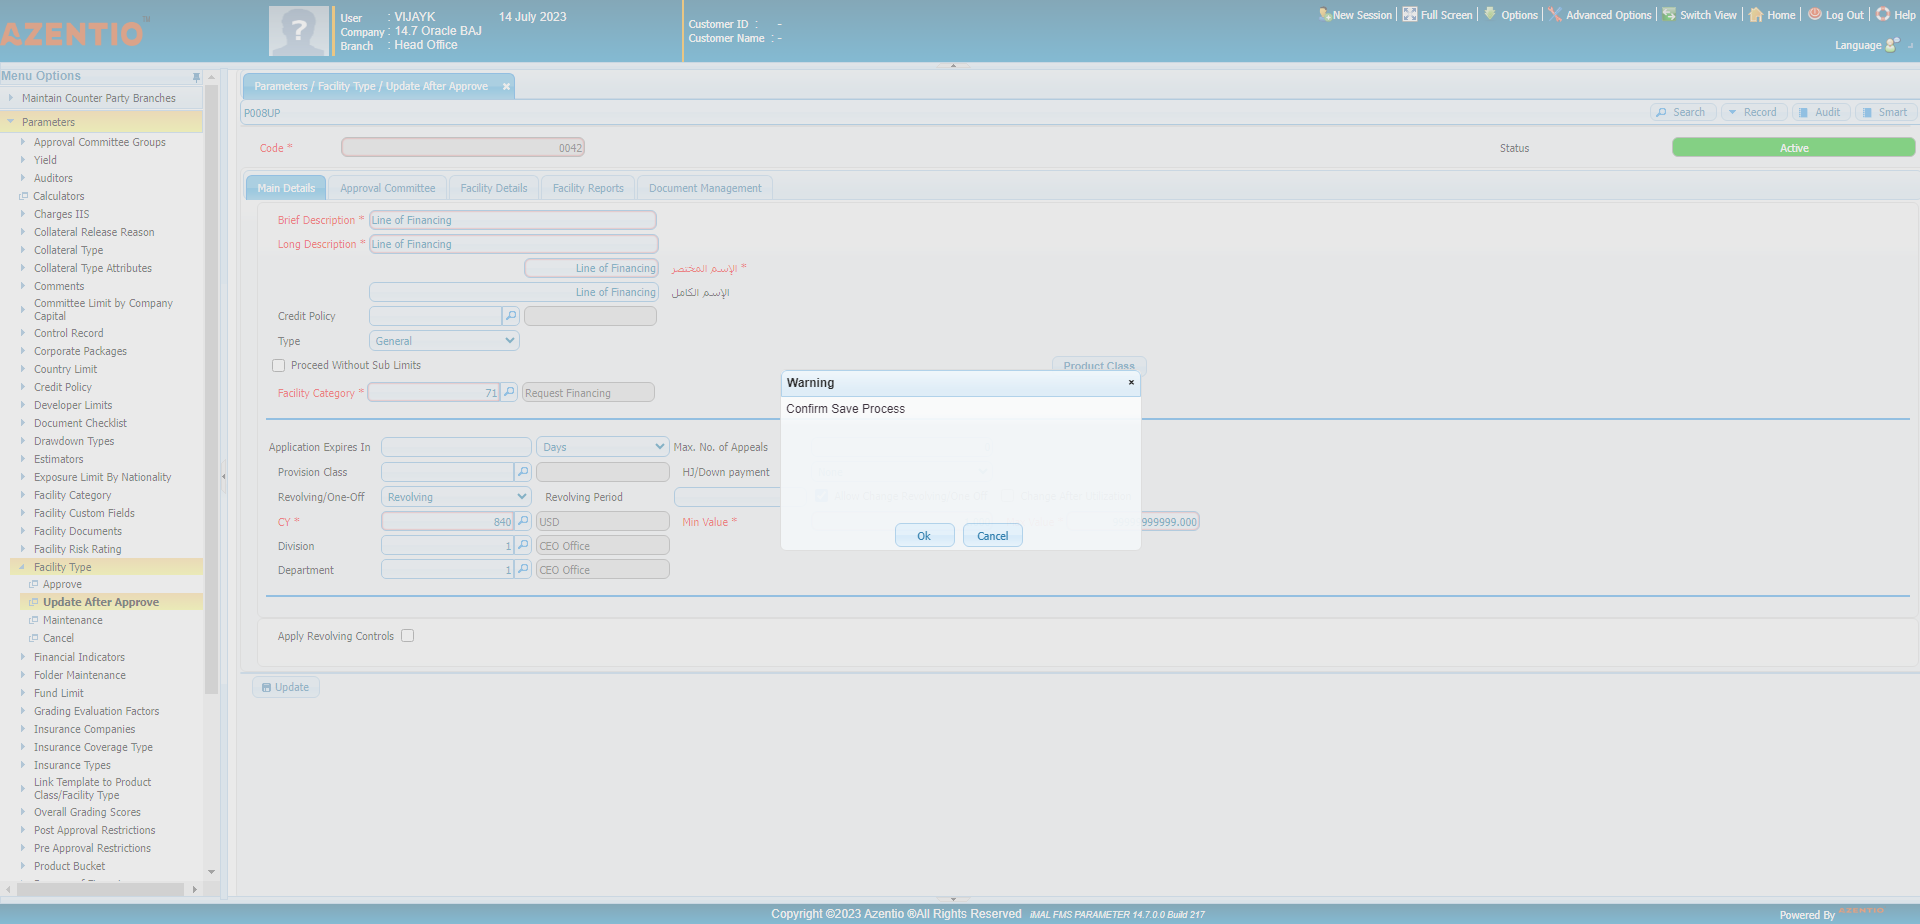 AZENTIO
User : VIJAYK 14 July 2023
Company : 14.7 Oracle BAJ
Branch : Head Office
Customer ID : -
Customer Name : -
New Session Full Screen Options Advanced Options Switch View Home Log Out Help
Language
Menu Options
Maintain Counter Party Branches
Parameters
Approval Committee Groups
Yield
Auditors
Calculators
Charges IIS
Collateral Release Reason
Collateral Type
Collateral Type Attributes
Comments
Committee Limit by Company
Capital
Control Record
Corporate Packages
Country Limit
Credit Policy
Developer Limits
Document Checklist
Drawdown Types
Estimators
Exposure Limit By Nationality
Facility Category
Facility Custom Fields
Facility Documents
Facility Risk Rating
Facility Type
Approve
Update After Approve
Maintenance
Cancel
Financial Indicators
Folder Maintenance
Fund Limit
Grading Evaluation Factors
Insurance Companies
Insurance Coverage Type
Insurance Types
Link Template to Product
Class/Facility Type
Overall Grading Scores
Post Approval Restrictions
Pre Approval Restrictions
Product Bucket
Parameters / Facility Type / Update After Approve
P008UP
Search Record Audit Smart
Code * 0042 Status Active
Main Details Approval Committee Facility Details Facility Reports Document Management
Brief Description * Line of Financing
Long Description * Line of Financing
Line of Financing الإسم المختصر *
Line of Financing الإسم الكامل
Credit Policy
Type General
Proceed Without Sub Limits Product Class
Facility Category * 71 Request Financing
Application Expires In Days Max. No. of Appeals
Provision Class HJ/Down payment
Revolving/One-Off Revolving Revolving Period
CY * 840 USD Min Value * 999999.000
Division 1 CEO Office
Department 1 CEO Office
Apply Revolving Controls
Update
Warning
Confirm Save Process
Ok Cancel
Copyright ©2023 Azentio ®All Rights Reserved iMAL FMS PARAMETER 14.7.0.0 Build 217
Powered By AZENTIO